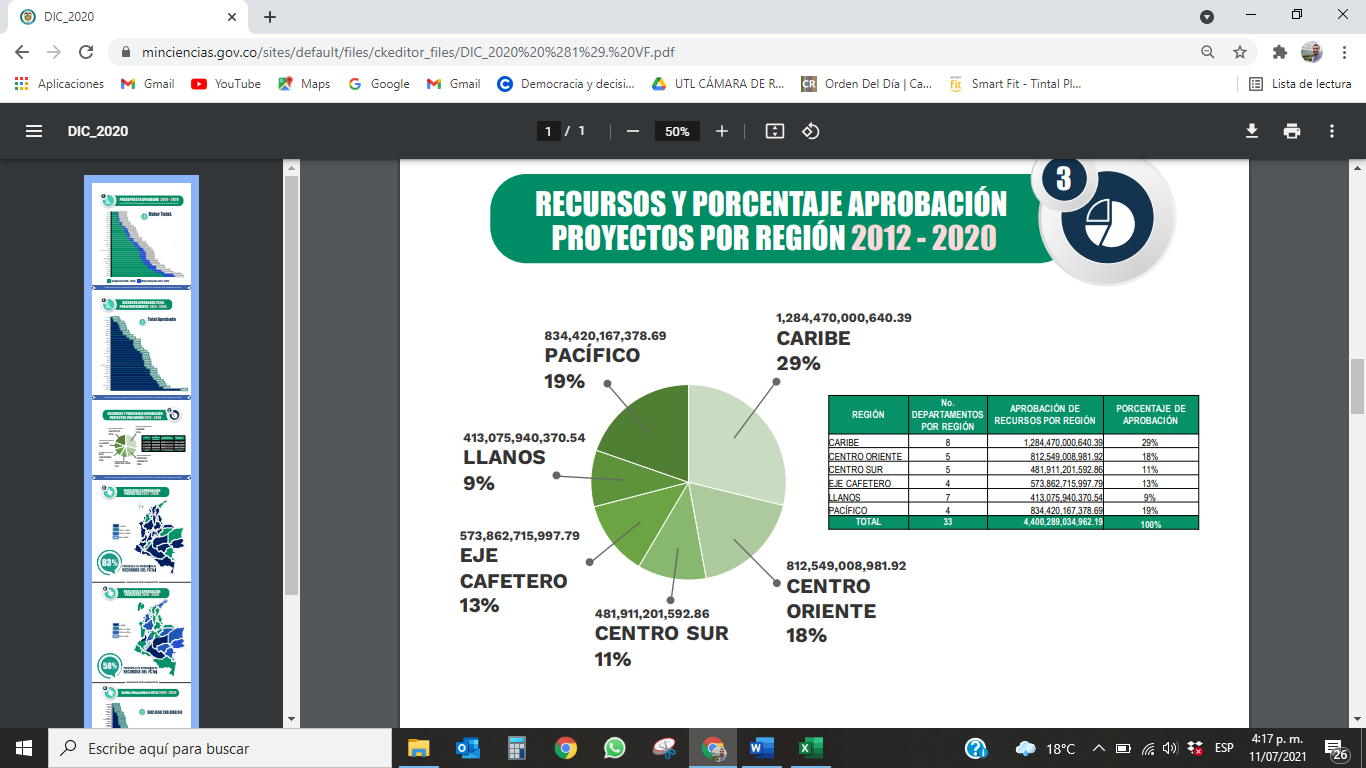 DIC_2020
minciencias.gov.co/sites/default/files/ckeditor_files/DIC_2020%20%281%29.%20VF.pdf
Aplicaciones
Gmail
YouTube
Maps
Google
Gmail
Democracia y decisi...
UTL CÁMARA DE R...
CR
Orden Del Día | Ca...
Smart Fit - Tintal Pl...
Lista de lectura
DIC_2020
1 / 1
50%
3
RECURSOS Y PORCENTAJE APROBACIÓN
PROYECTOS POR REGIÓN 2012 - 2020
834,420,167,378.69
PACÍFICO
19%
1,284,470,000,640.39
CARIBE
29%
413,075,940,370.54
LLANOS
9%
573,862,715,997.79
EJE
CAFETERO
13%
481,911,201,592.86
CENTRO SUR
11%
812,549,008,981.92
CENTRO
ORIENTE
18%
REGIÓN No. DEPARTAMENTOS POR REGIÓN APROBACIÓN DE RECURSOS POR REGIÓN PORCENTAJE DE APROBACIÓN
CARIBE 8 1,284,470,000,640.39 29%
CENTRO ORIENTE 5 812,549,008,981.92 18%
CENTRO SUR 5 481,911,201,592.86 11%
EJE CAFETERO 4 573,862,715,997.79 13%
LLANOS 7 413,075,940,370.54 9%
PACÍFICO 4 834,420,167,378.69 19%
TOTAL 33 4,400,289,034,962.19 100%
Valor Total:
Total Aprobado
83%
58%
Escribe aquí para buscar
18°C
ESP
4:17 p. m.
11/07/2021
26